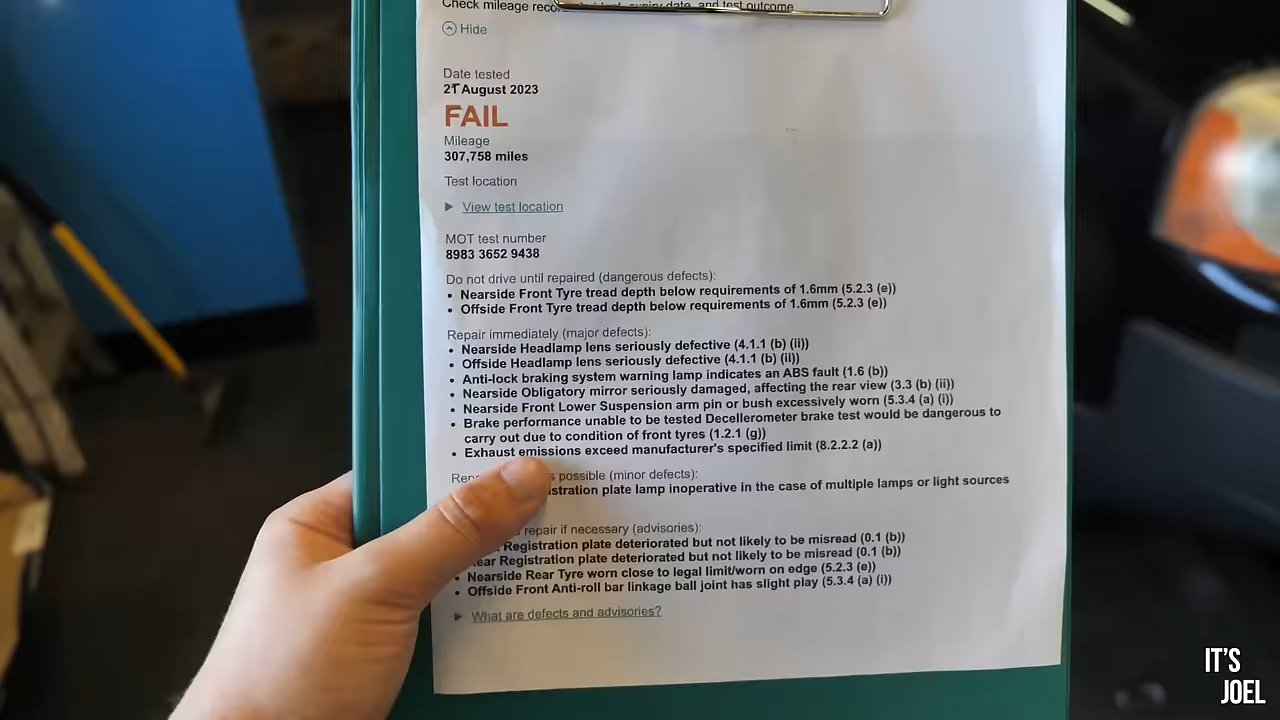 Check mileage expiry date, and test outcome
Hide
Date tested
August 2023
FAIL
Mileage
307,758 miles
Test location
View test location
MOT test number
8983 3652 9438
Do not drive until repaired (dangerous defects):
• Nearside Front Tyre tread depth below requirements of 1.6mm (5.2.3 (e))
• Offside Front Tyre tread depth below requirements of 1.6mm (5.2.3 (e))
Repair immediately (major defects):
• Nearside Headlamp lens seriously defective (4.1.1 (b) (ii))
• Offside Headlamp lens seriously defective (4.1.1 (b) (ii))
• Anti-lock braking system warning lamp indicates an ABS fault (1.6 (b))
• Nearside Obligatory mirror seriously damaged, affecting the rear view (3.3 (b) (ii))
• Nearside Front Lower Suspension arm pin or bush excessively worn (5.3.4 (a) (i))
• Brake performance unable to be tested Decellerometer brake test would be dangerous to
carry out due to condition of front tyres (1.2.1 (g))
• Exhaust emissions exceed manufacturer's specified limit (8.2.2.2 (a))
possible (minor defects):
plate lamp inoperative in the case of multiple lamps or light sources
repair if necessary (advisories):
Registration plate deteriorated but not likely to be misread (0.1 (b))
Registration plate deteriorated but not likely to be misread (0.1 (b))
• Nearside Rear Tyre worn close to legal limit/worn on edge (5.2.3 (e))
• Offside Front Anti-roll bar linkage ball joint has slight play (5.3.4 (a) (i))
What are defects and advisories?
IT'S
JOEL